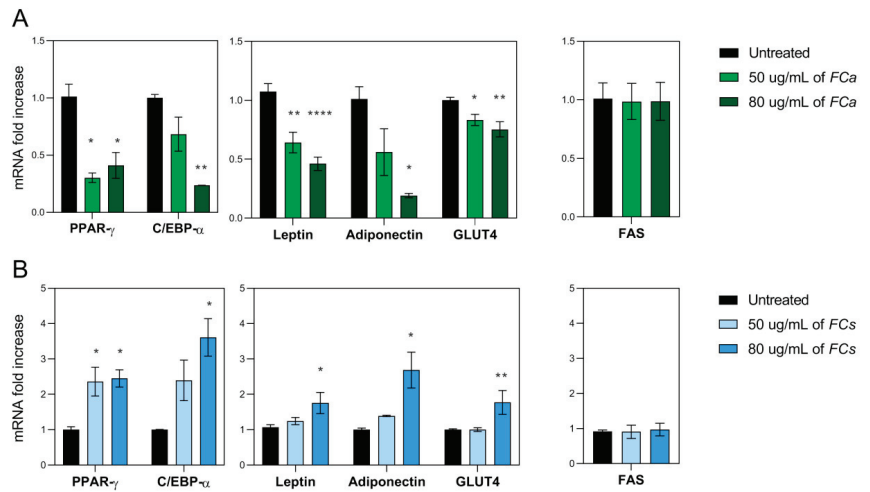 A
mRNA fold increase
1.5
1.0
0.5
0.0
* * **
PPAR-γ C/EBP-α
1.5
1.0
0.5
0.0
** **** * * **
Leptin Adiponectin GLUT4
1.5
1.0
0.5
0.0
FAS
Untreated
50 ug/mL of FCa
80 ug/mL of FCa
B
mRNA fold increase
5
4
3
2
1
0
* * *
PPAR-γ C/EBP-α
5
4
3
2
1
0
* * **
Leptin Adiponectin GLUT4
5
4
3
2
1
0
FAS
Untreated
50 ug/mL of FCs
80 ug/mL of FCs